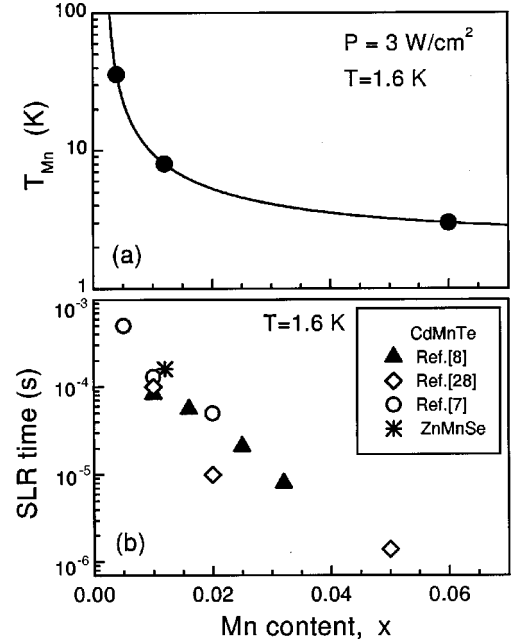 100
P = 3 W/cm²
T=1.6 K
10
T_Mn (K)
(a)
1
10⁻³
T=1.6 K
CdMnTe
Ref.[8]
Ref.[28]
Ref.[7]
ZnMnSe
10⁻⁴
SLR time (s)
10⁻⁵
(b)
10⁻⁶
0.00 0.02 0.04 0.06
Mn content, x